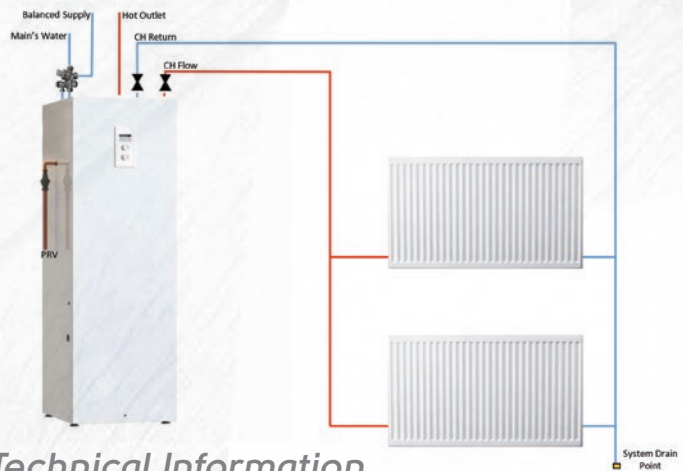 Balanced Supply
Hot Outlet
Main's Water
CH Return
CH Flow
PRV
System Drain
Point
Technical Information